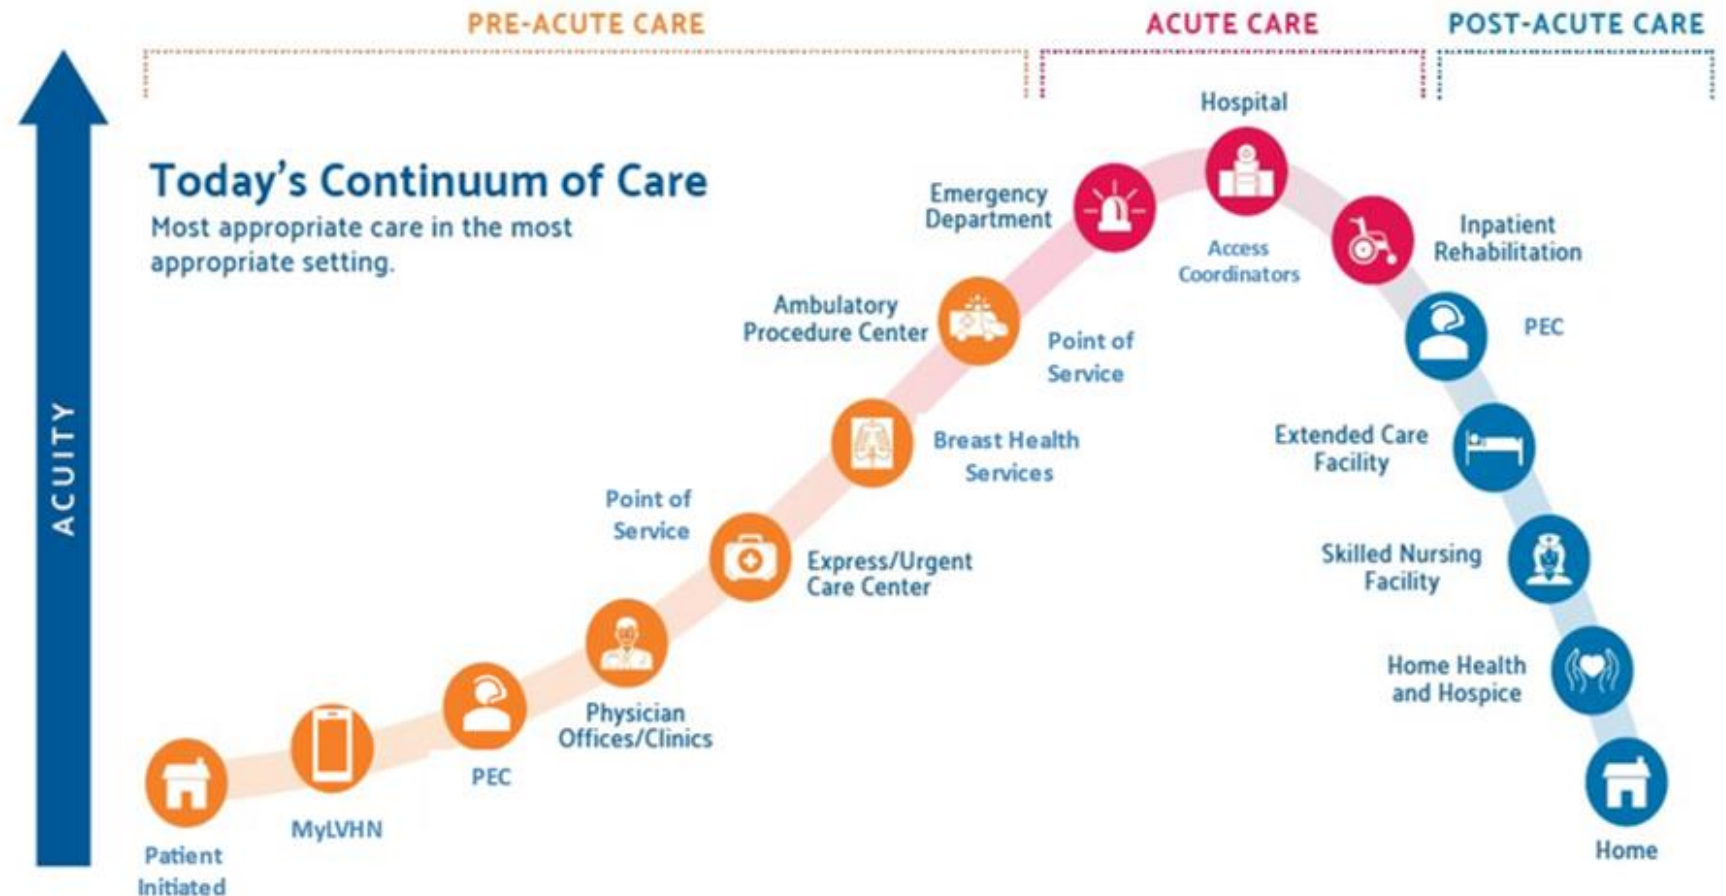 PRE-ACUTE CARE
ACUTE CARE
POST-ACUTE CARE
ACUITY
Today's Continuum of Care
Most appropriate care in the most
appropriate setting.
Patient
Initiated
MyLVHN
PEC
Physician
Offices/Clinics
Point of
Service
Express/Urgent
Care Center
Breast Health
Services
Ambulatory
Procedure Center
Point of
Service
Emergency
Department
Hospital
Access
Coordinators
Inpatient
Rehabilitation
PEC
Extended Care
Facility
Skilled Nursing
Facility
Home Health
and Hospice
Home